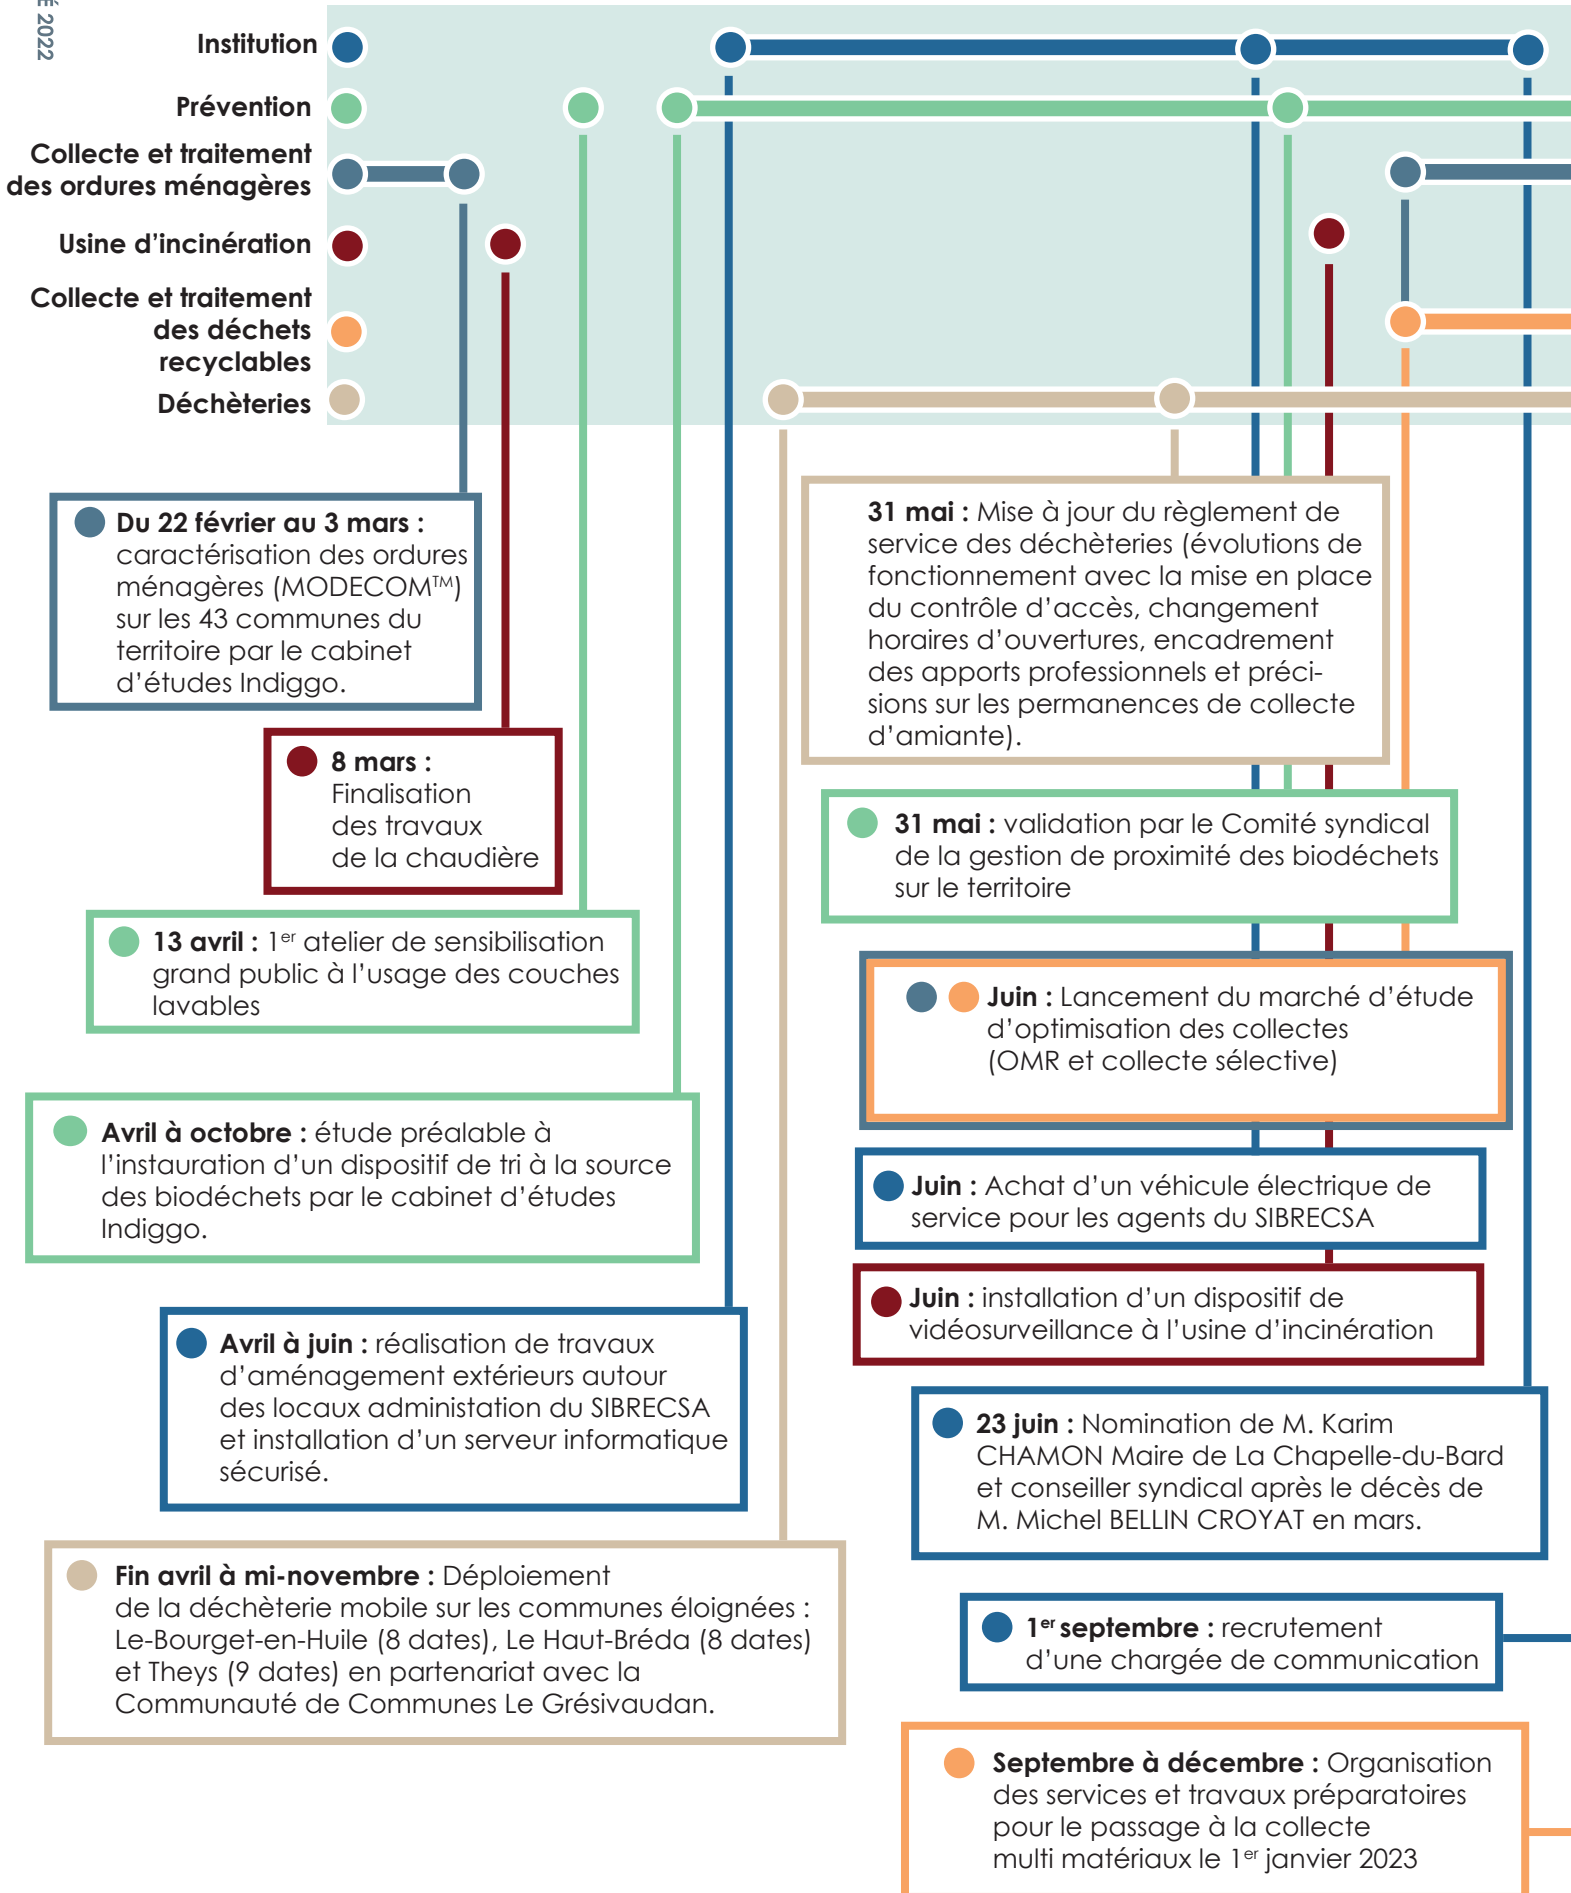 É 2022
Institution
Prévention
Collecte et traitement
des ordures ménagères
Usine d'incinération
Collecte et traitement
des déchets
recyclables
Déchèteries
Du 22 février au 3 mars :
caractérisation des ordures
ménagères (MODECOM™)
sur les 43 communes du
territoire par le cabinet
d'études Indiggo.
8 mars :
Finalisation
des travaux
de la chaudière
13 avril : 1er atelier de sensibilisation
grand public à l'usage des couches
lavables
Avril à octobre : étude préalable à
l'instauration d'un dispositif de tri à la source
des biodéchets par le cabinet d'études
Indiggo.
Avril à juin : réalisation de travaux
d'aménagement extérieurs autour
des locaux administation du SIBRECSA
et installation d'un serveur informatique
sécurisé.
Fin avril à mi-novembre : Déploiement
de la déchèterie mobile sur les communes éloignées :
Le-Bourget-en-Huile (8 dates), Le Haut-Bréda (8 dates)
et Theys (9 dates) en partenariat avec la
Communauté de Communes Le Grésivaudan.
31 mai : Mise à jour du règlement de
service des déchèteries (évolutions de
fonctionnement avec la mise en place
du contrôle d'accès, changement
horaires d'ouvertures, encadrement
des apports professionnels et préci-
sions sur les permanences de collecte
d'amiante).
31 mai : validation par le Comité syndical
de la gestion de proximité des biodéchets
sur le territoire
Juin : Lancement du marché d'étude
d'optimisation des collectes
(OMR et collecte sélective)
Juin : Achat d'un véhicule électrique de
service pour les agents du SIBRECSA
Juin : installation d'un dispositif de
vidéosurveillance à l'usine d'incinération
23 juin : Nomination de M. Karim
CHAMON Maire de La Chapelle-du-Bard
et conseiller syndical après le décès de
M. Michel BELLIN CROYAT en mars.
1er septembre : recrutement
d'une chargée de communication
Septembre à décembre : Organisation
des services et travaux préparatoires
pour le passage à la collecte
multi matériaux le 1er janvier 2023